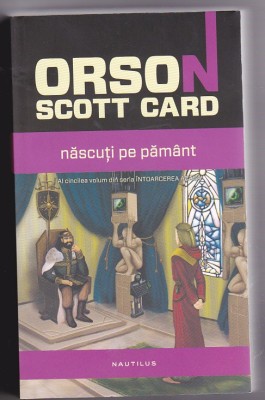 ORSON
SCOTT CARD
născuți pe pământ
Al cincilea volum din seria ÎNTOARCEREA
NAUTILUS